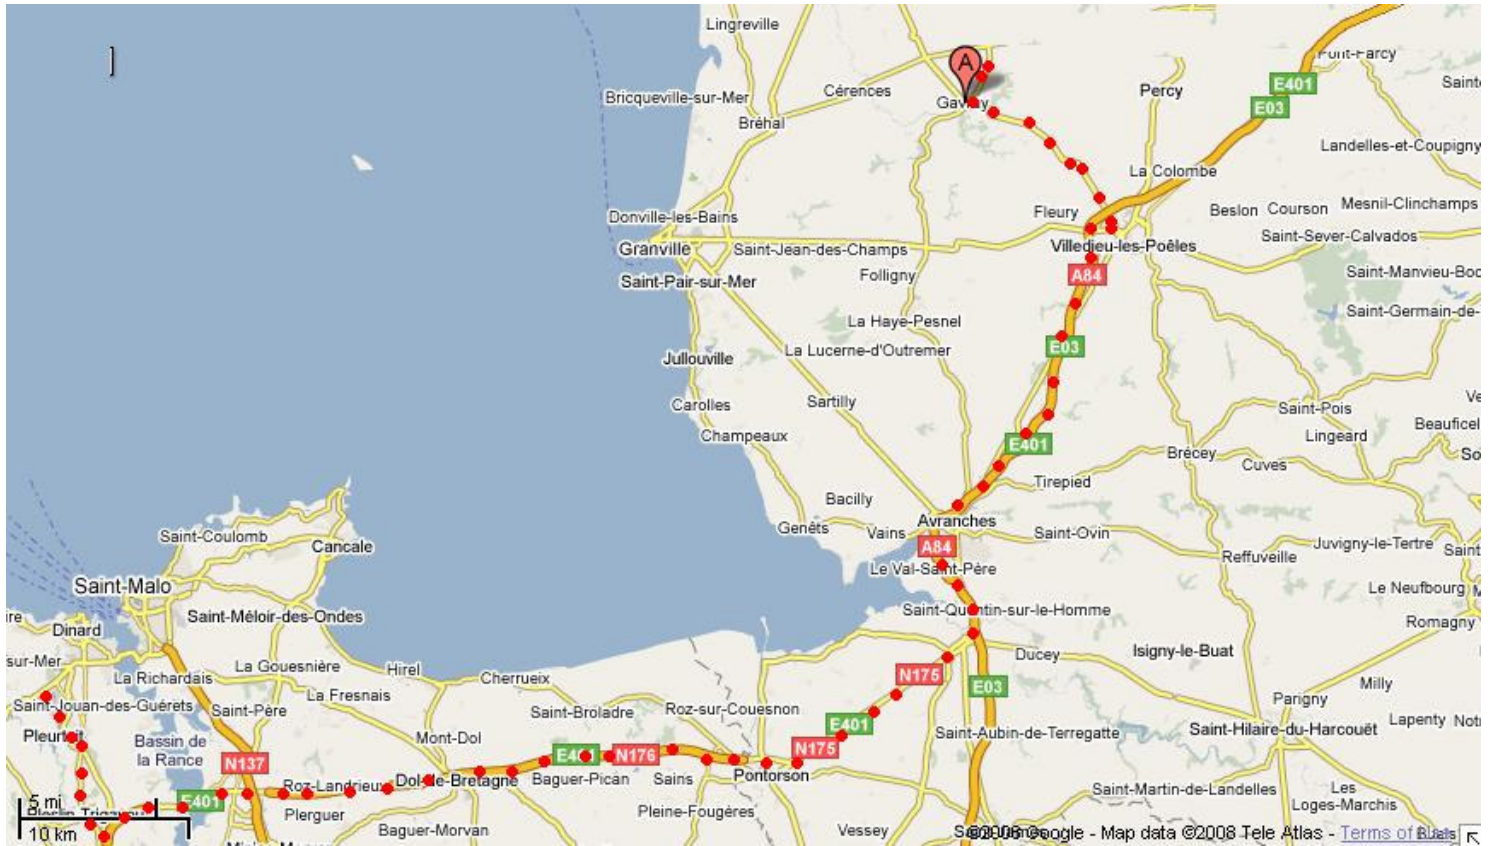 Lingreville
]
A
Pont-Farcy
E401
Bricqueville-sur-Mer
Cérences
Gavray
Percy
E03
Bréhal
Landelles-et-Coupigny
La Colombe
Donville-les-Bains
Fleury
Beslon
Courson
Mesnil-Clinchamps
Granville
Saint-Jean-des-Champs
Villedieu-les-Poêles
Saint-Sever-Calvados
Saint-Pair-sur-Mer
Folligny
A84
Saint-Manvieu-Boc
Saint-Germain-de-
La Haye-Pesnel
Jullouville
La Lucerne-d'Outremer
E03
Carolles
Sartilly
Saint-Pois
Champeaux
E401
Lingeard
Beauficel
Brécey
Cuves
Tirepied
Bacilly
Saint-Coulomb
Cancale
Genêts
Vains
Avranches
Saint-Ovin
A84
Reffuveille
Juvigny-le-Tertre
Saint
Saint-Malo
Le Val-Saint-Père
Le Neufbourg
Saint-Méloir-des-Ondes
Saint-Quentin-sur-le-Homme
Dinard
Romagny
sur-Mer
La Richardais
La Gouesnière
Hirel
Cherrueix
Ducey
Isigny-le-Buat
N175
E03
Saint-Jouan-des-Guérets
Saint-Père
La Fresnais
Saint-Broladre
Roz-sur-Couesnon
Parigny
Milly
Pleurtuit
Bassin de
la Rance
Mont-Dol
E401
Saint-Aubin-de-Terregatte
Saint-Hilaire-du-Harcouët
Lapenty
N137
E401
N176
N175
Roz-Landrieux
Dol-de-Bretagne
Baguer-Pican
Sains
Pontorson
5 mi
E401
Plerguer
Pleine-Fougères
Saint-Martin-de-Landelles
Les
Loges-Marchis
10 km
Baguer-Morvan
Vessey
Google - Map data ©2008 Tele Atlas - Terms of